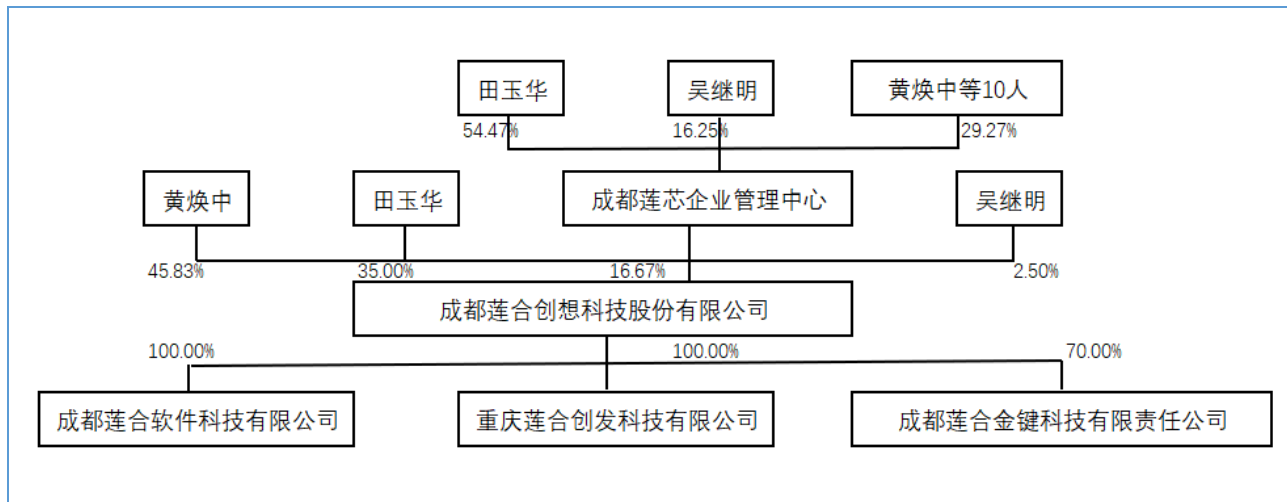 田玉华
吴继明
黄焕中等10人
54.47%
16.25%
29.27%
黄焕中
田玉华
成都莲芯企业管理中心
吴继明
45.83%
35.00%
16.67%
2.50%
成都莲合创想科技股份有限公司
100.00%
100.00%
70.00%
成都莲合软件科技有限公司
重庆莲合创发科技有限公司
成都莲合金键科技有限责任公司